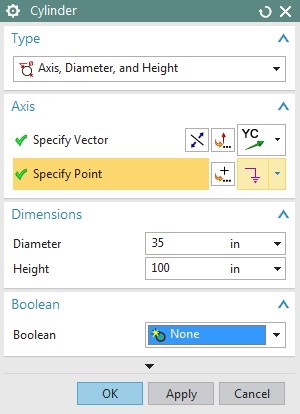 Cylinder
Type
Axis, Diameter, and Height
Axis
Specify Vector
YC
Specify Point
Dimensions
Diameter 35 in
Height 100 in
Boolean
Boolean None
OK Apply Cancel